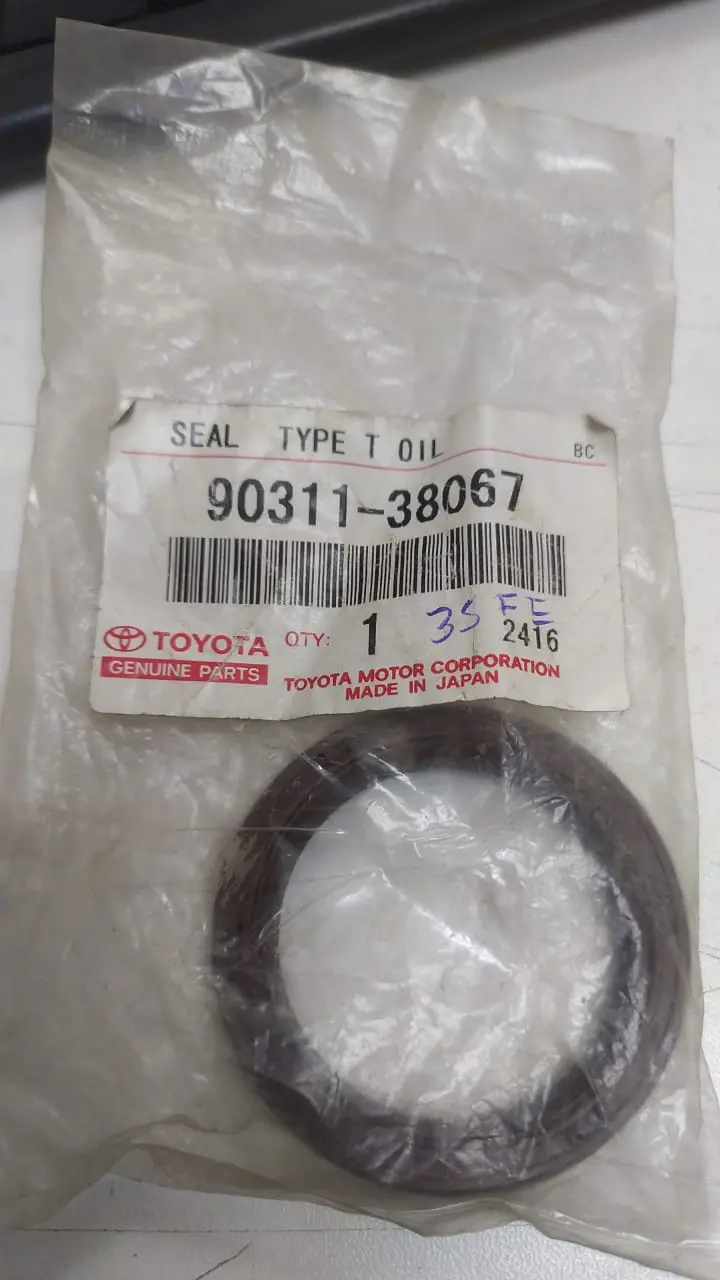 SEAL TYPE T OIL BC
90311-38067
TOYOTA QTY: 1 3S FE
2416
GENUINE PARTS
TOYOTA MOTOR CORPORATION
MADE IN JAPAN